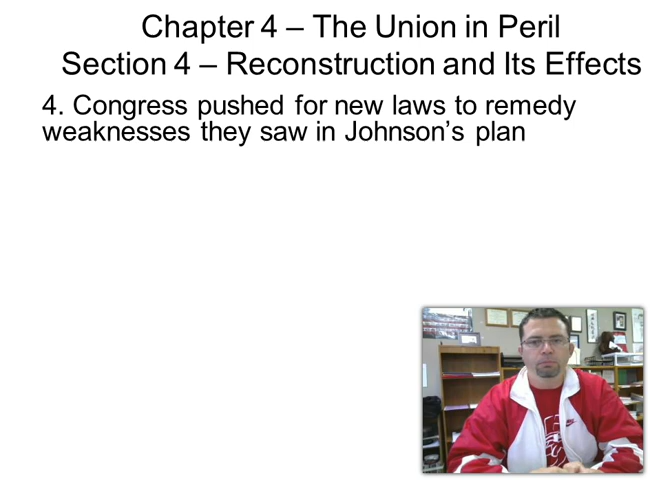 Chapter 4 – The Union in Peril
Section 4 – Reconstruction and Its Effects
4. Congress pushed for new laws to remedy
weaknesses they saw in Johnson’s plan